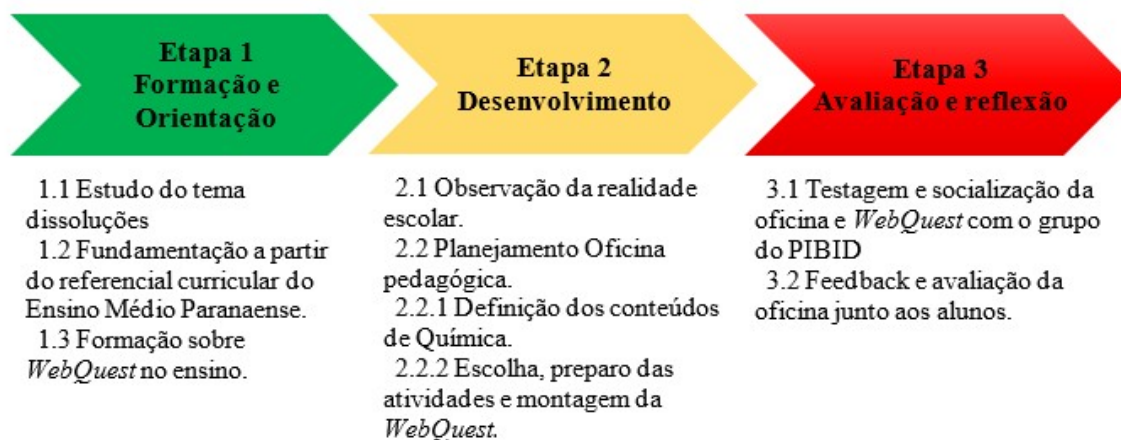 Etapa 1
Formação e
Orientação
1.1 Estudo do tema
dissoluções
1.2 Fundamentação a partir
do referencial curricular do
Ensino Médio Paranaense.
1.3 Formação sobre
WebQuest no ensino.
Etapa 2
Desenvolvimento
2.1 Observação da realidade
escolar.
2.2 Planejamento Oficina
pedagógica.
2.2.1 Definição dos conteúdos
de Química.
2.2.2 Escolha, preparo das
atividades e montagem da
WebQuest.
Etapa 3
Avaliação e reflexão
3.1 Testagem e socialização da
oficina e WebQuest com o grupo
do PIBID
3.2 Feedback e avaliação da
oficina junto aos alunos.